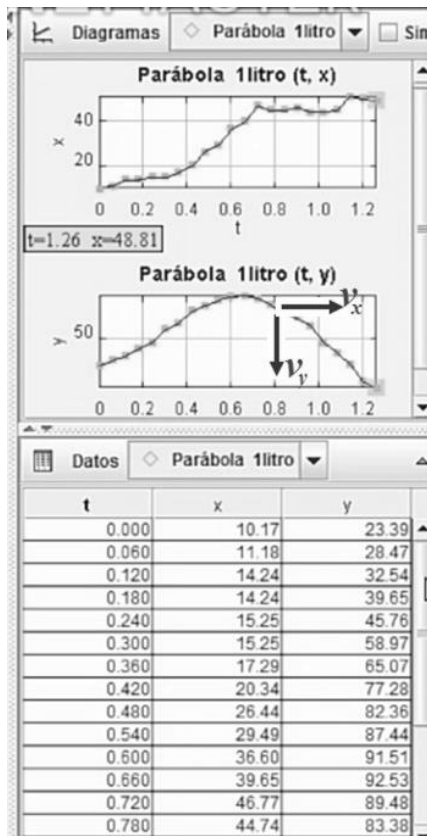 Diagramas Parábola 1litro Sin
Parábola 1litro (t, x)
x
40
20
0 0.2 0.4 0.6 0.8 1.0 1.2
t
t=1.26 x=48.81
Parábola 1litro (t, y)
y
50
vx
vy
0 0.2 0.4 0.6 0.8 1.0 1.2
Datos Parábola 1litro
t x y
0.000 10.17 23.39
0.060 11.18 28.47
0.120 14.24 32.54
0.180 14.24 39.65
0.240 15.25 45.76
0.300 15.25 58.97
0.360 17.29 65.07
0.420 20.34 77.28
0.480 26.44 82.36
0.540 29.49 87.44
0.600 36.60 91.51
0.660 39.65 92.53
0.720 46.77 89.48
0.780 44.74 83.38